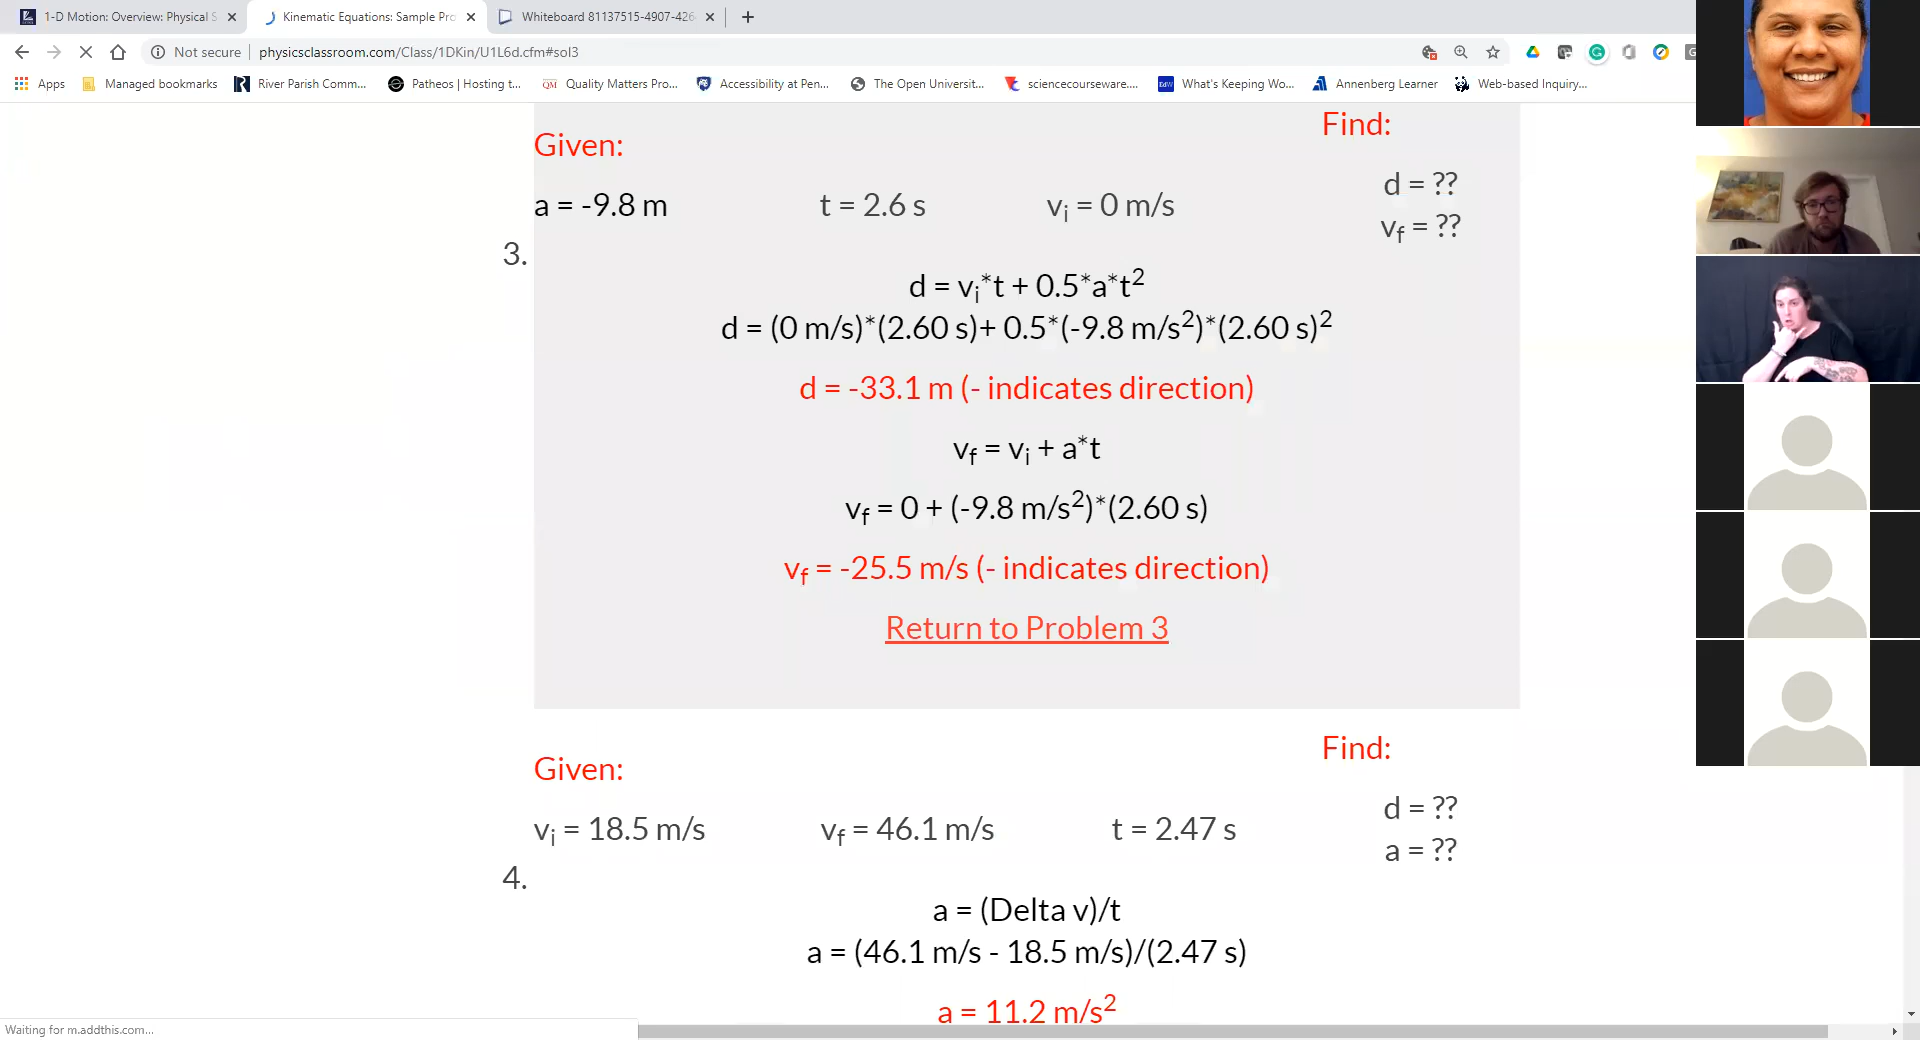 1-D Motion: Overview: Physical S
Kinematic Equations: Sample Pro
Whiteboard 81137515-4907-426
Not secure | physicsclassroom.com/Class/1DKin/U1L6d.cfm#sol3
Apps Managed bookmarks River Parish Comm... Patheos | Hosting t... QM Quality Matters Pro... Accessibility at Pen... The Open Universit... sciencecourseware.... EdW What's Keeping Wo... Annenberg Learner Web-based Inquiry...
Given:
Find:
a = -9.8 m
t = 2.6 s
vi = 0 m/s
d = ??
vf = ??
3.
d = vi*t + 0.5*a*t2
d = (0 m/s)*(2.60 s)+ 0.5*(-9.8 m/s2)*(2.60 s)2
d = -33.1 m (- indicates direction)
vf = vi + a*t
vf = 0 + (-9.8 m/s2)*(2.60 s)
vf = -25.5 m/s (- indicates direction)
Return to Problem 3
Given:
Find:
vi = 18.5 m/s
vf = 46.1 m/s
t = 2.47 s
d = ??
a = ??
4.
a = (Delta v)/t
a = (46.1 m/s - 18.5 m/s)/(2.47 s)
a = 11.2 m/s2
Waiting for m.addthis.com...